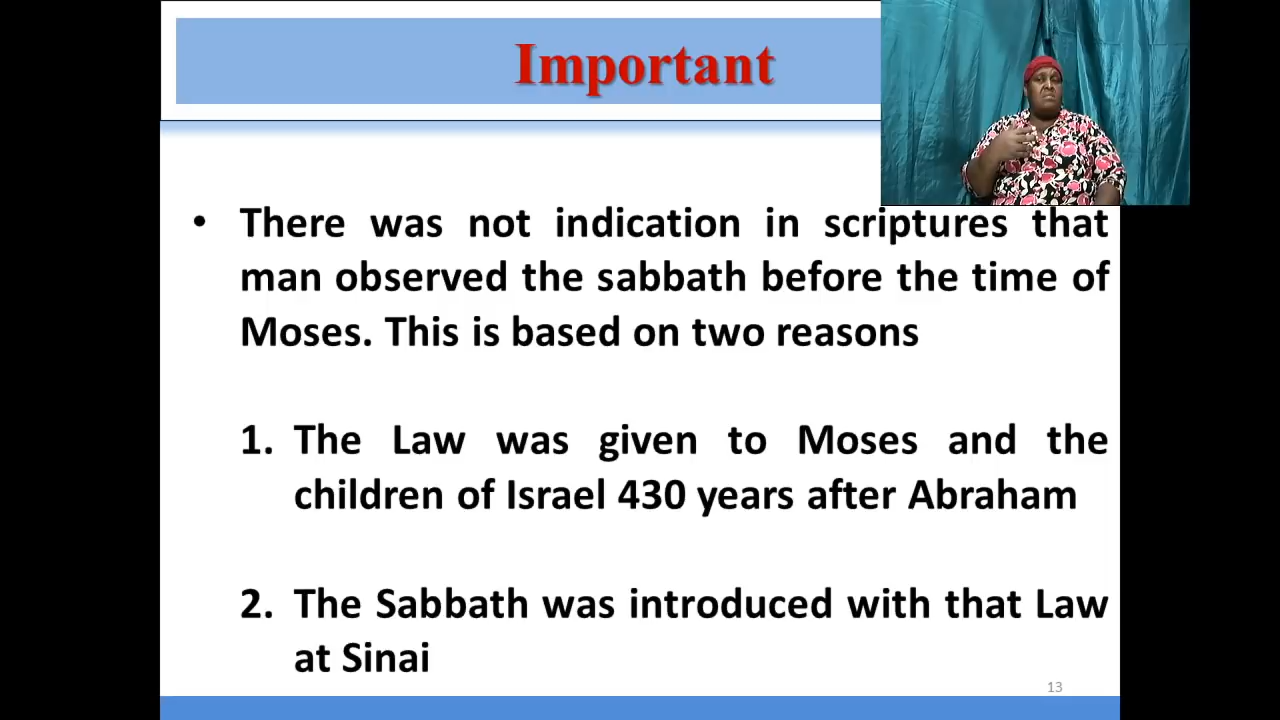 Important
• There was not indication in scriptures that
man observed the sabbath before the time of
Moses. This is based on two reasons
1. The Law was given to Moses and the
children of Israel 430 years after Abraham
2. The Sabbath was introduced with that Law
at Sinai
13